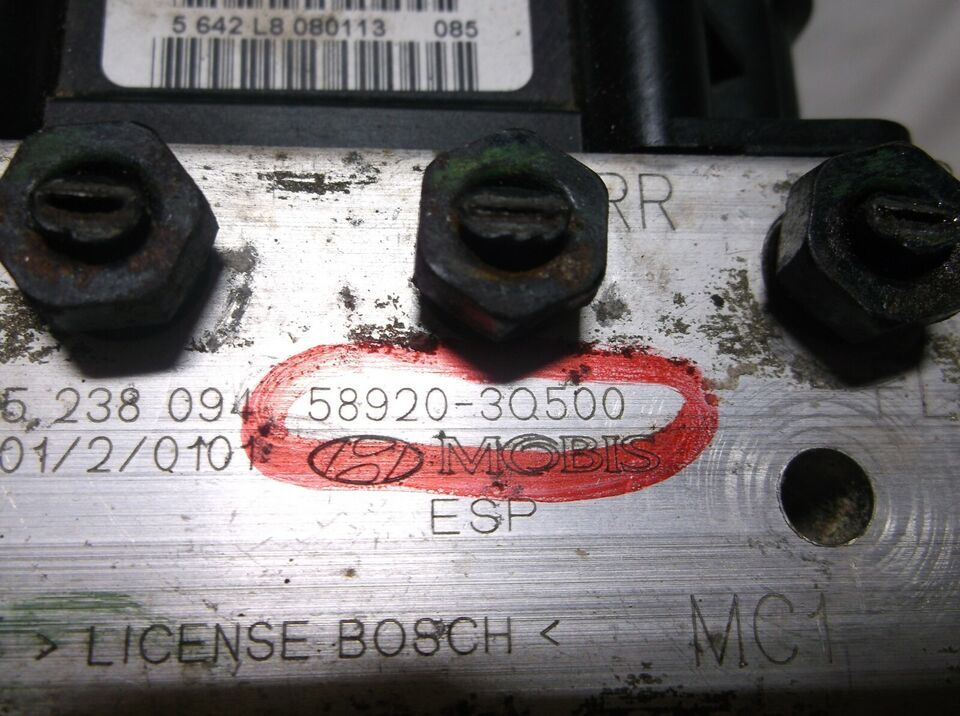 5 642 L8 080113 085
RR
5 238 094 58920-3Q500
01/2/0101 MOBIS
ESP
> LICENSE BOSCH < MC1